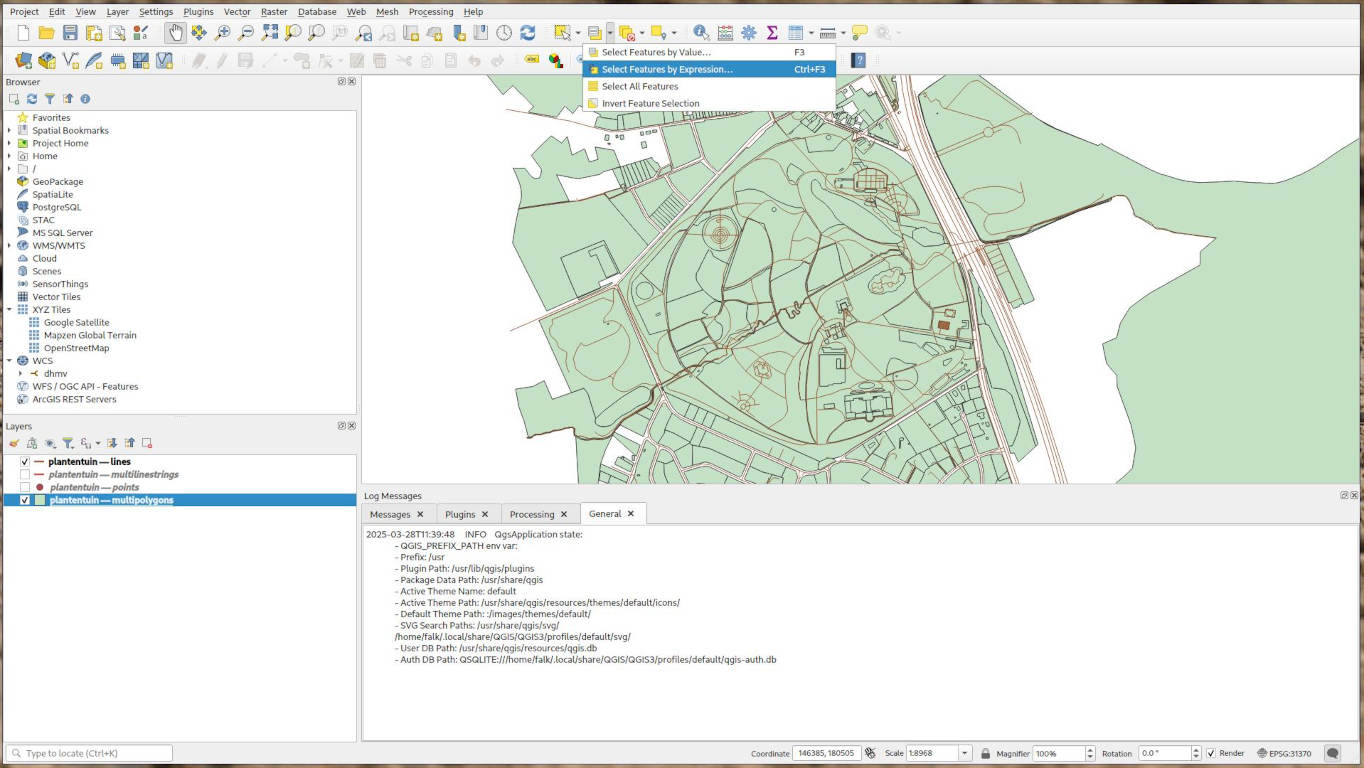 Project Edit View Layer Settings Plugins Vector Raster Database Web Mesh Processing Help
Select Features by Value... F3
Select Features by Expression... Ctrl+F3
Select All Features
Invert Feature Selection
Browser
Favorites
Spatial Bookmarks
Project Home
Home
/
GeoPackage
SpatiaLite
PostgreSQL
STAC
MS SQL Server
WMS/WMTS
Cloud
Scenes
SensorThings
Vector Tiles
XYZ Tiles
Google Satellite
Mapzen Global Terrain
OpenStreetMap
WCS
dhmv
WFS / OGC API - Features
ArcGIS REST Servers
Layers
plantentuin — lines
plantentuin — multilinestrings
plantentuin — points
plantentuin — multipolygons
Log Messages
Messages Plugins Processing General
2025-03-28T11:39:48 INFO QgsApplication state:
- QGIS_PREFIX_PATH env var:
- Prefix: /usr
- Plugin Path: /usr/lib/qgis/plugins
- Package Data Path: /usr/share/qgis
- Active Theme Name: default
- Active Theme Path: /usr/share/qgis/resources/themes/default/icons/
- Default Theme Path: :/images/themes/default/
- SVG Search Paths: /usr/share/qgis/svg/
/home/falk/.local/share/QGIS/QGIS3/profiles/default/svg/
- User DB Path: /usr/share/qgis/resources/qgis.db
- Auth DB Path: QSQLITE:///home/falk/.local/share/QGIS/QGIS3/profiles/default/qgis-auth.db
Type to locate (Ctrl+K) Coordinate 146385, 180505 Scale 1:8968 Magnifier 100% Rotation 0.0 ° Render EPSG:31370